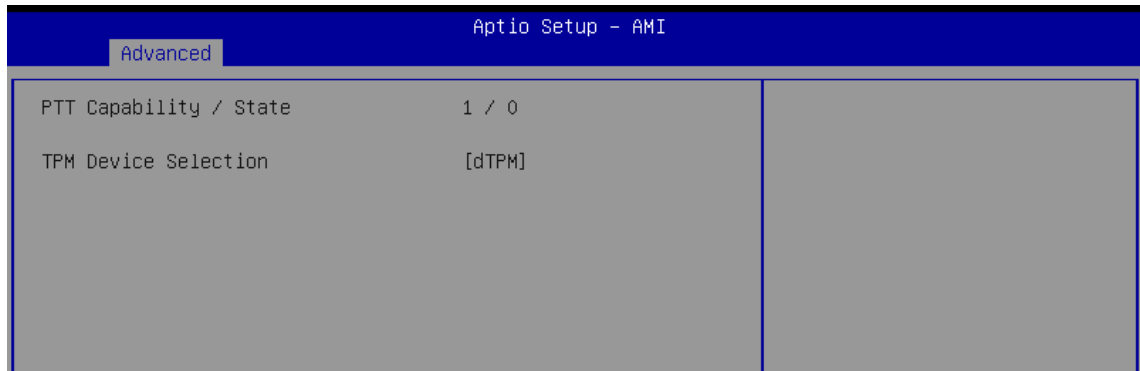 Aptio Setup – AMI
Advanced
PTT Capability / State 1 / 0
TPM Device Selection [dTPM]